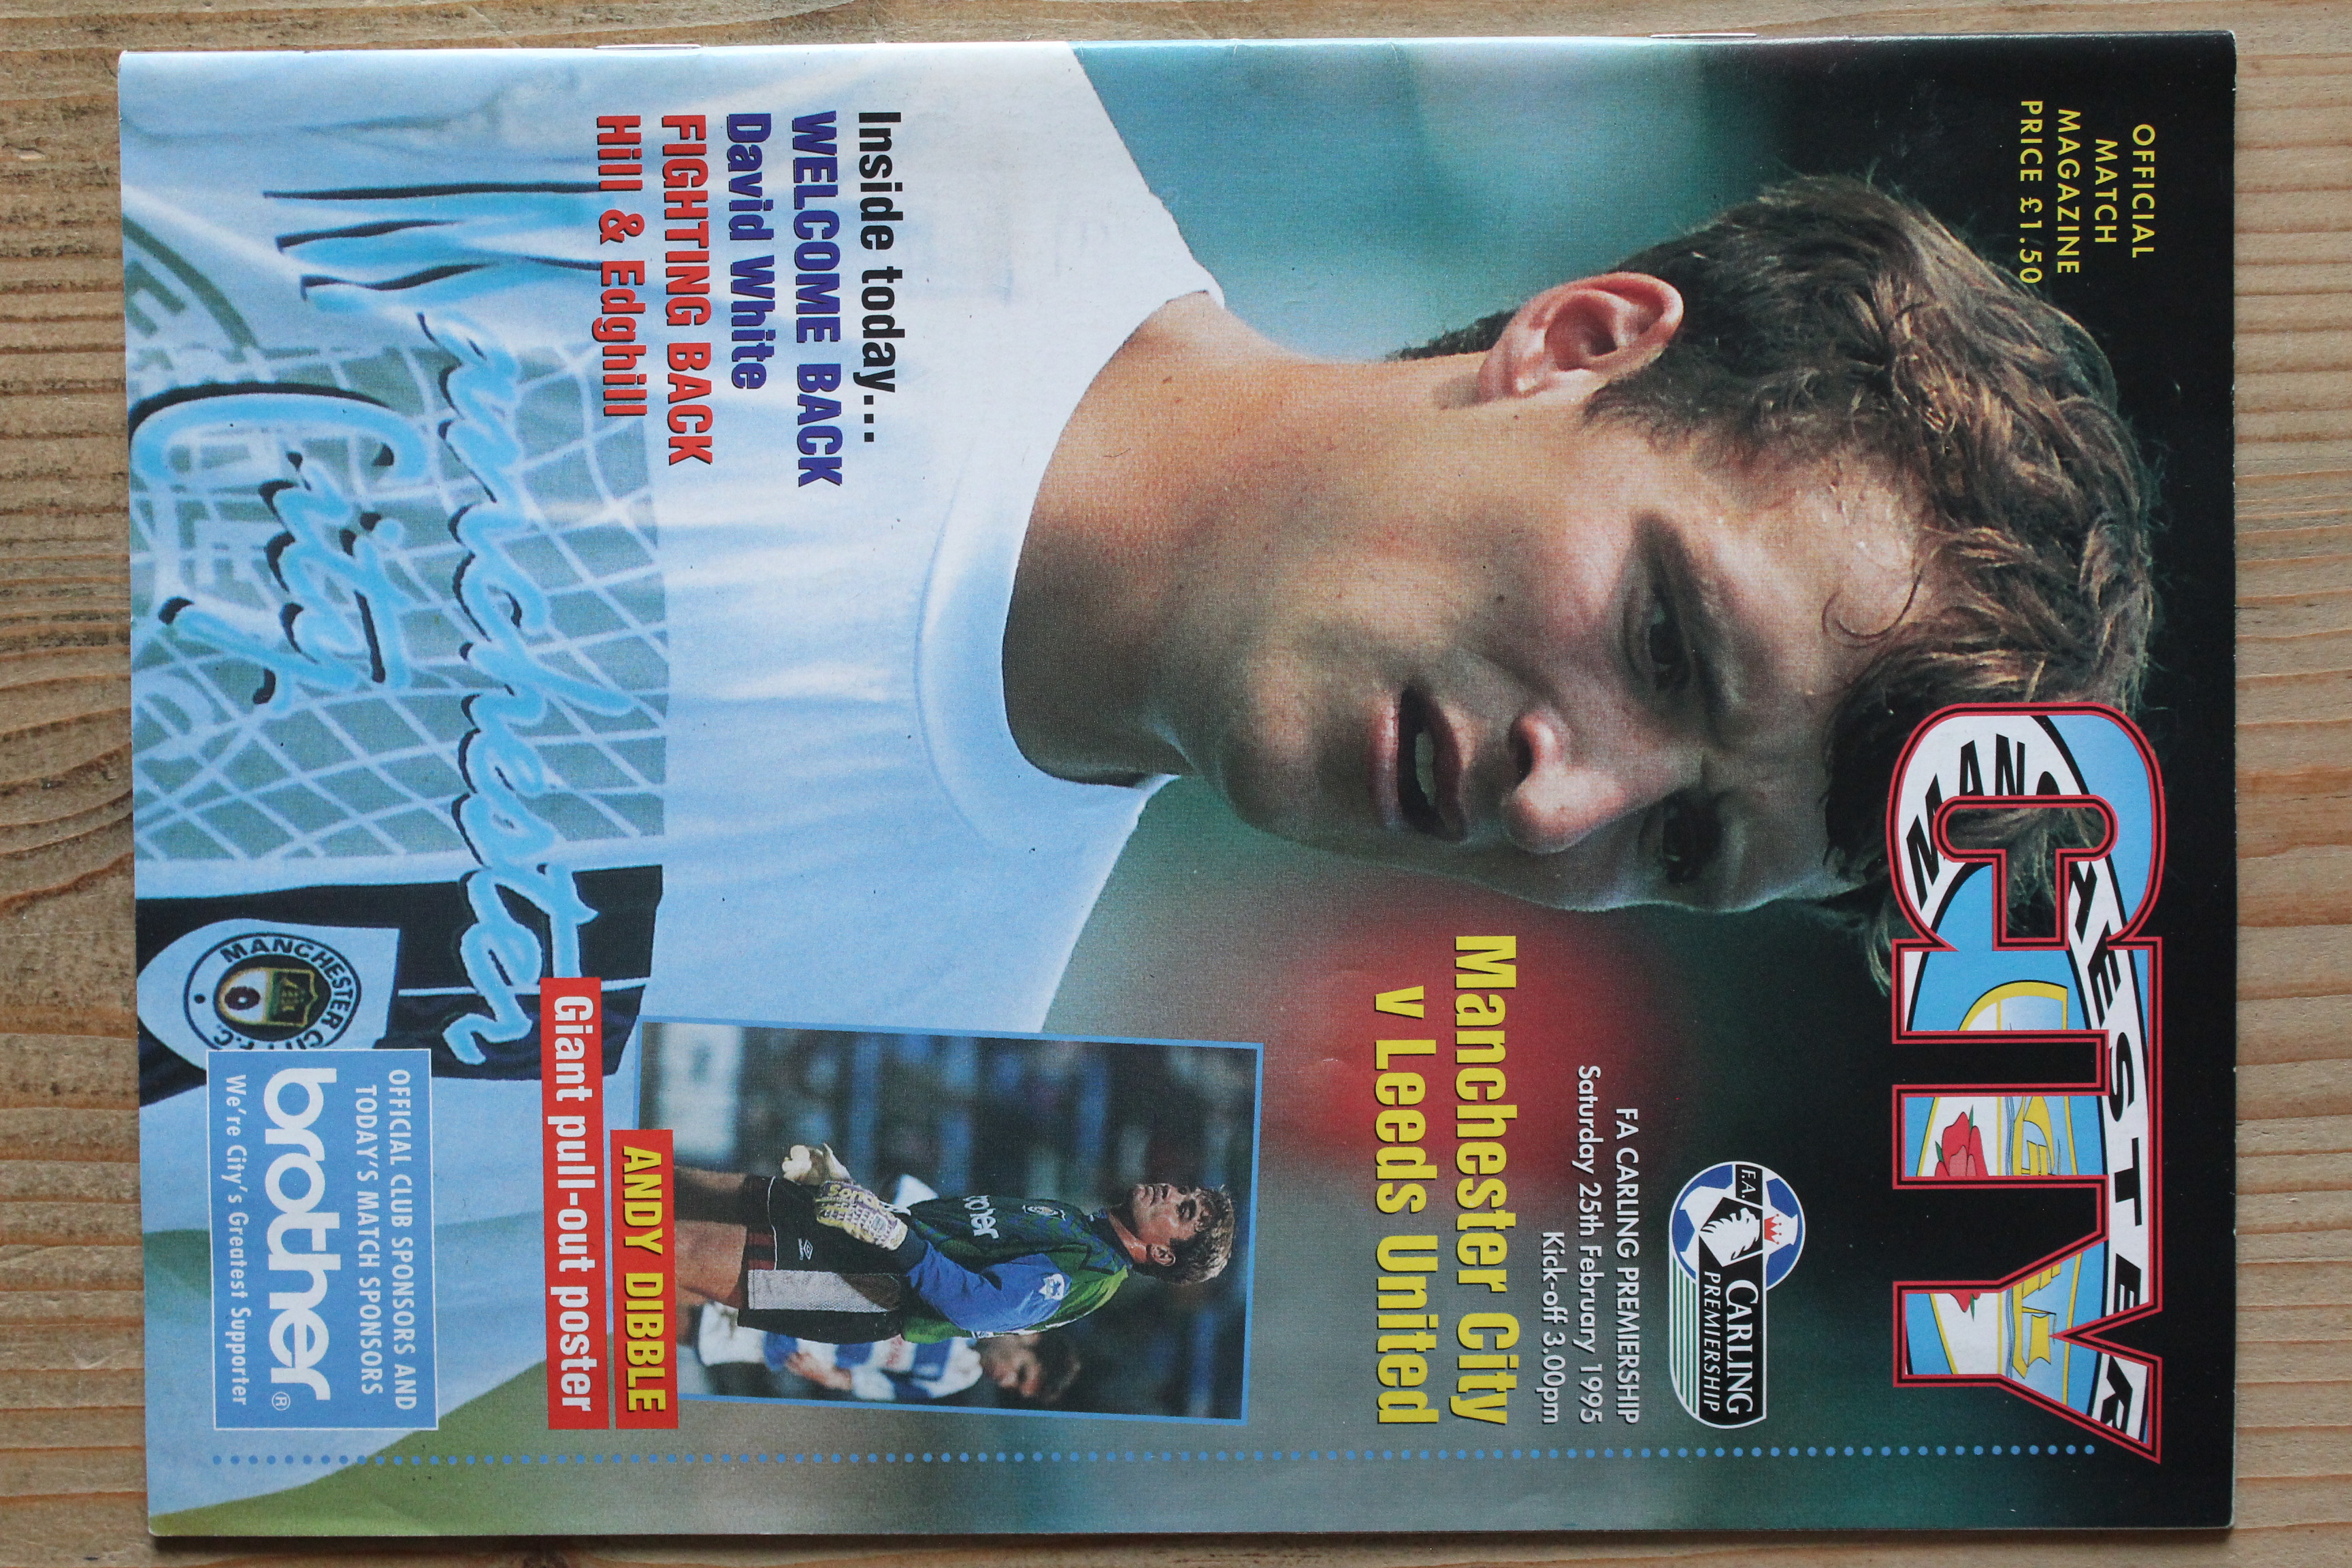 OFFICIAL
MATCH
MAGAZINE
PRICE £1.50
MANCHESTER
CITY
F.A.
CARLING
PREMIERSHIP
FA CARLING PREMIERSHIP
Saturday 25th February 1995
Kick-off 3.00pm
Manchester City
v Leeds United
Inside today...
WELCOME BACK
David White
FIGHTING BACK
Hill & Edghill
brother
ANDY DIBBLE
Giant pull-out poster
Manchester
City
MANCHESTER CITY F.C.
OFFICIAL CLUB SPONSORS AND
TODAY'S MATCH SPONSORS
brother®
We're City's Greatest Supporter